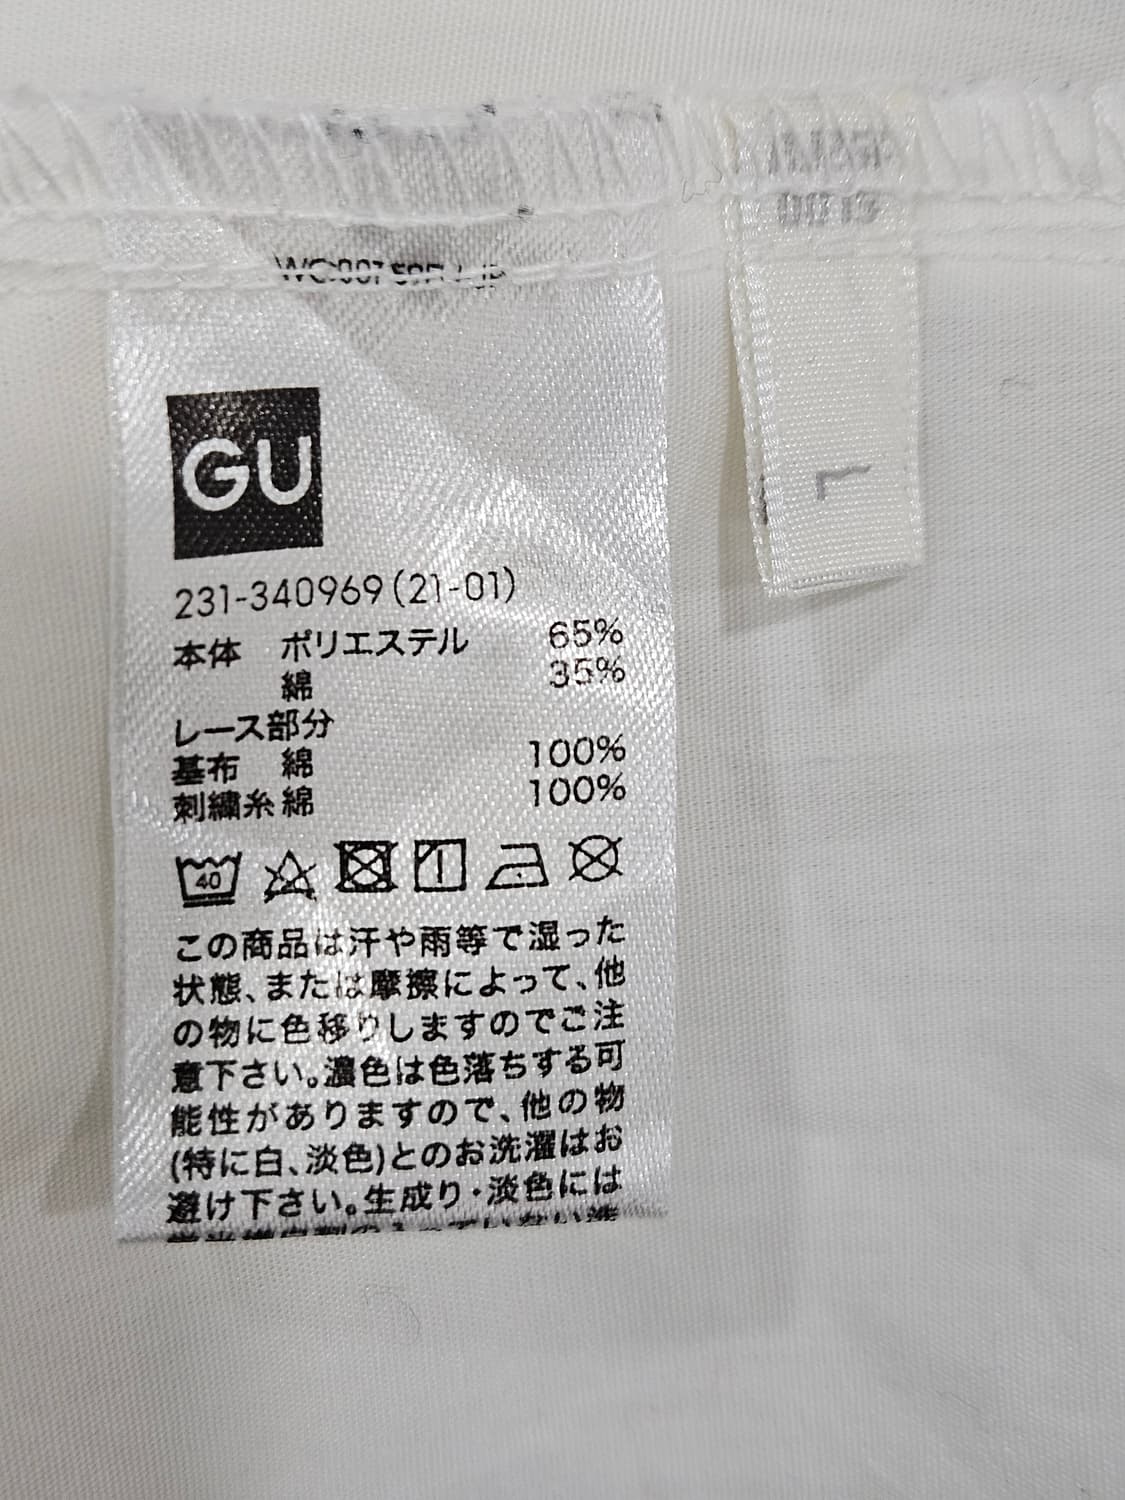 GU
231-340969(21-01)
本体 ポリエステル 65%
綿 35%
レース部分
基布 綿 100%
刺繍糸 綿 100%
40
この商品は汗や雨等で湿った
状態、または摩擦によって、他
の物に色移りしますのでご注
意下さい。濃色は色落ちする可
能性がありますので、他の物
(特に白、淡色)とのお洗濯はお
避け下さい。生成り・淡色には
L